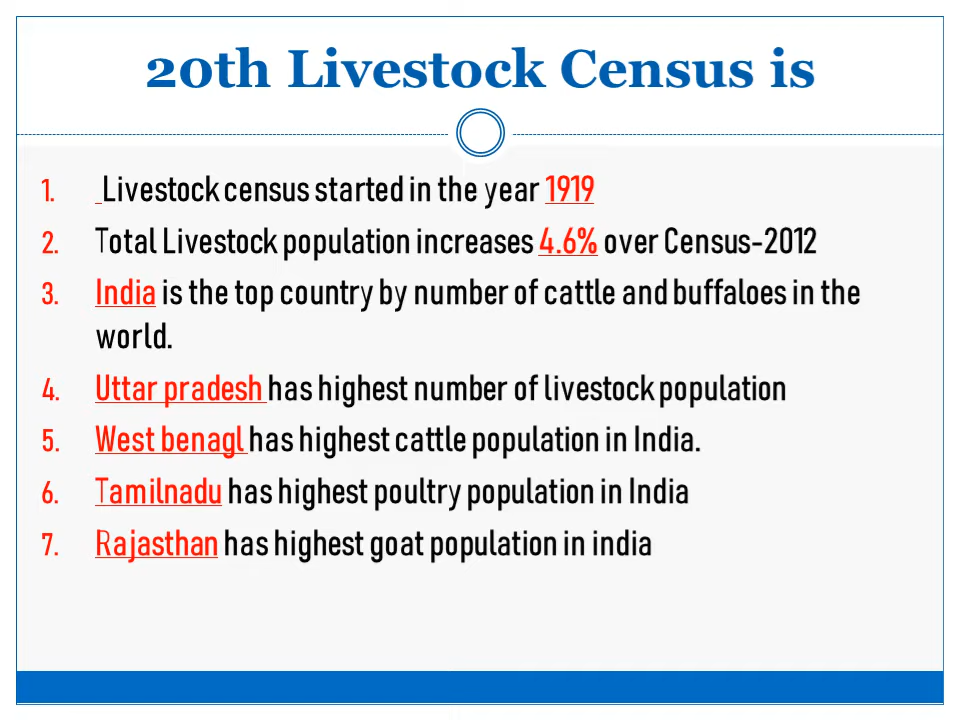 20th Livestock Census is
1. Livestock census started in the year 1919
2. Total Livestock population increases 4.6% over Census-2012
3. India is the top country by number of cattle and buffaloes in the
world.
4. Uttar pradesh has highest number of livestock population
5. West benagl has highest cattle population in India.
6. Tamilnadu has highest poultry population in India
7. Rajasthan has highest goat population in india